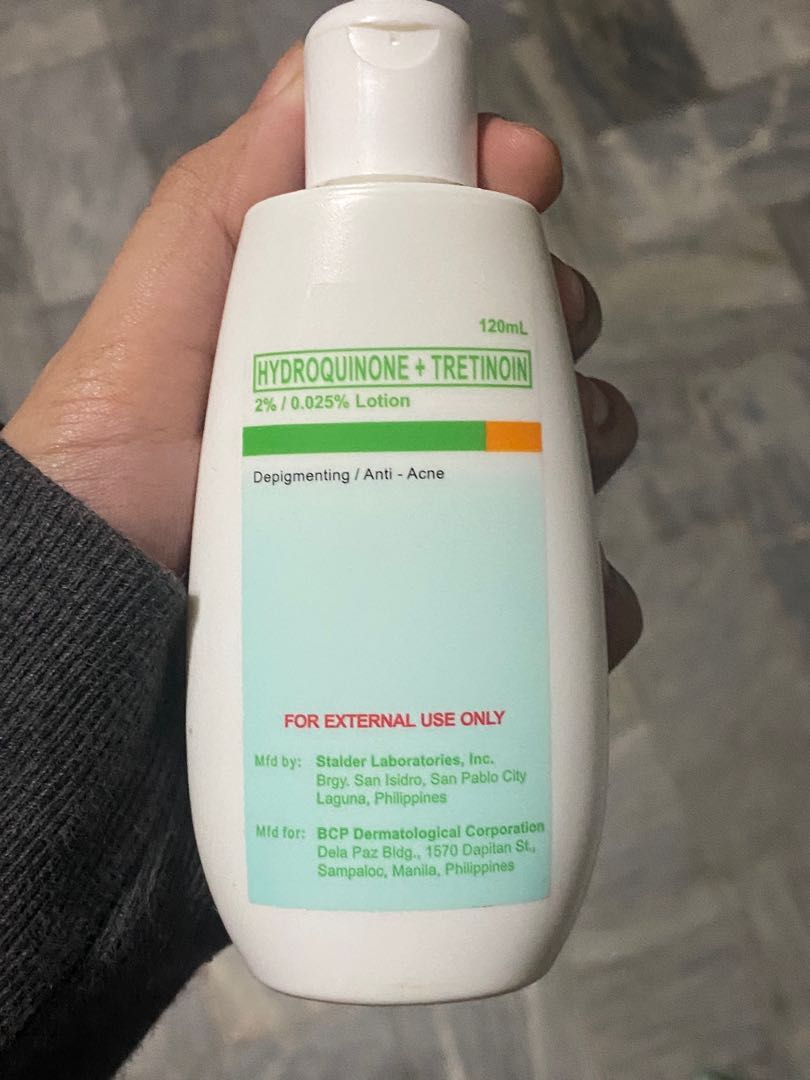 120mL
HYDROQUINONE + TRETINOIN
2% / 0.025% Lotion
Depigmenting / Anti - Acne
FOR EXTERNAL USE ONLY
Mfd by: Stalder Laboratories, Inc.
Brgy. San Isidro, San Pablo City
Laguna, Philippines
Mfd for: BCP Dermatological Corporation
Dela Paz Bldg., 1570 Dapitan St.,
Sampaloc, Manila, Philippines